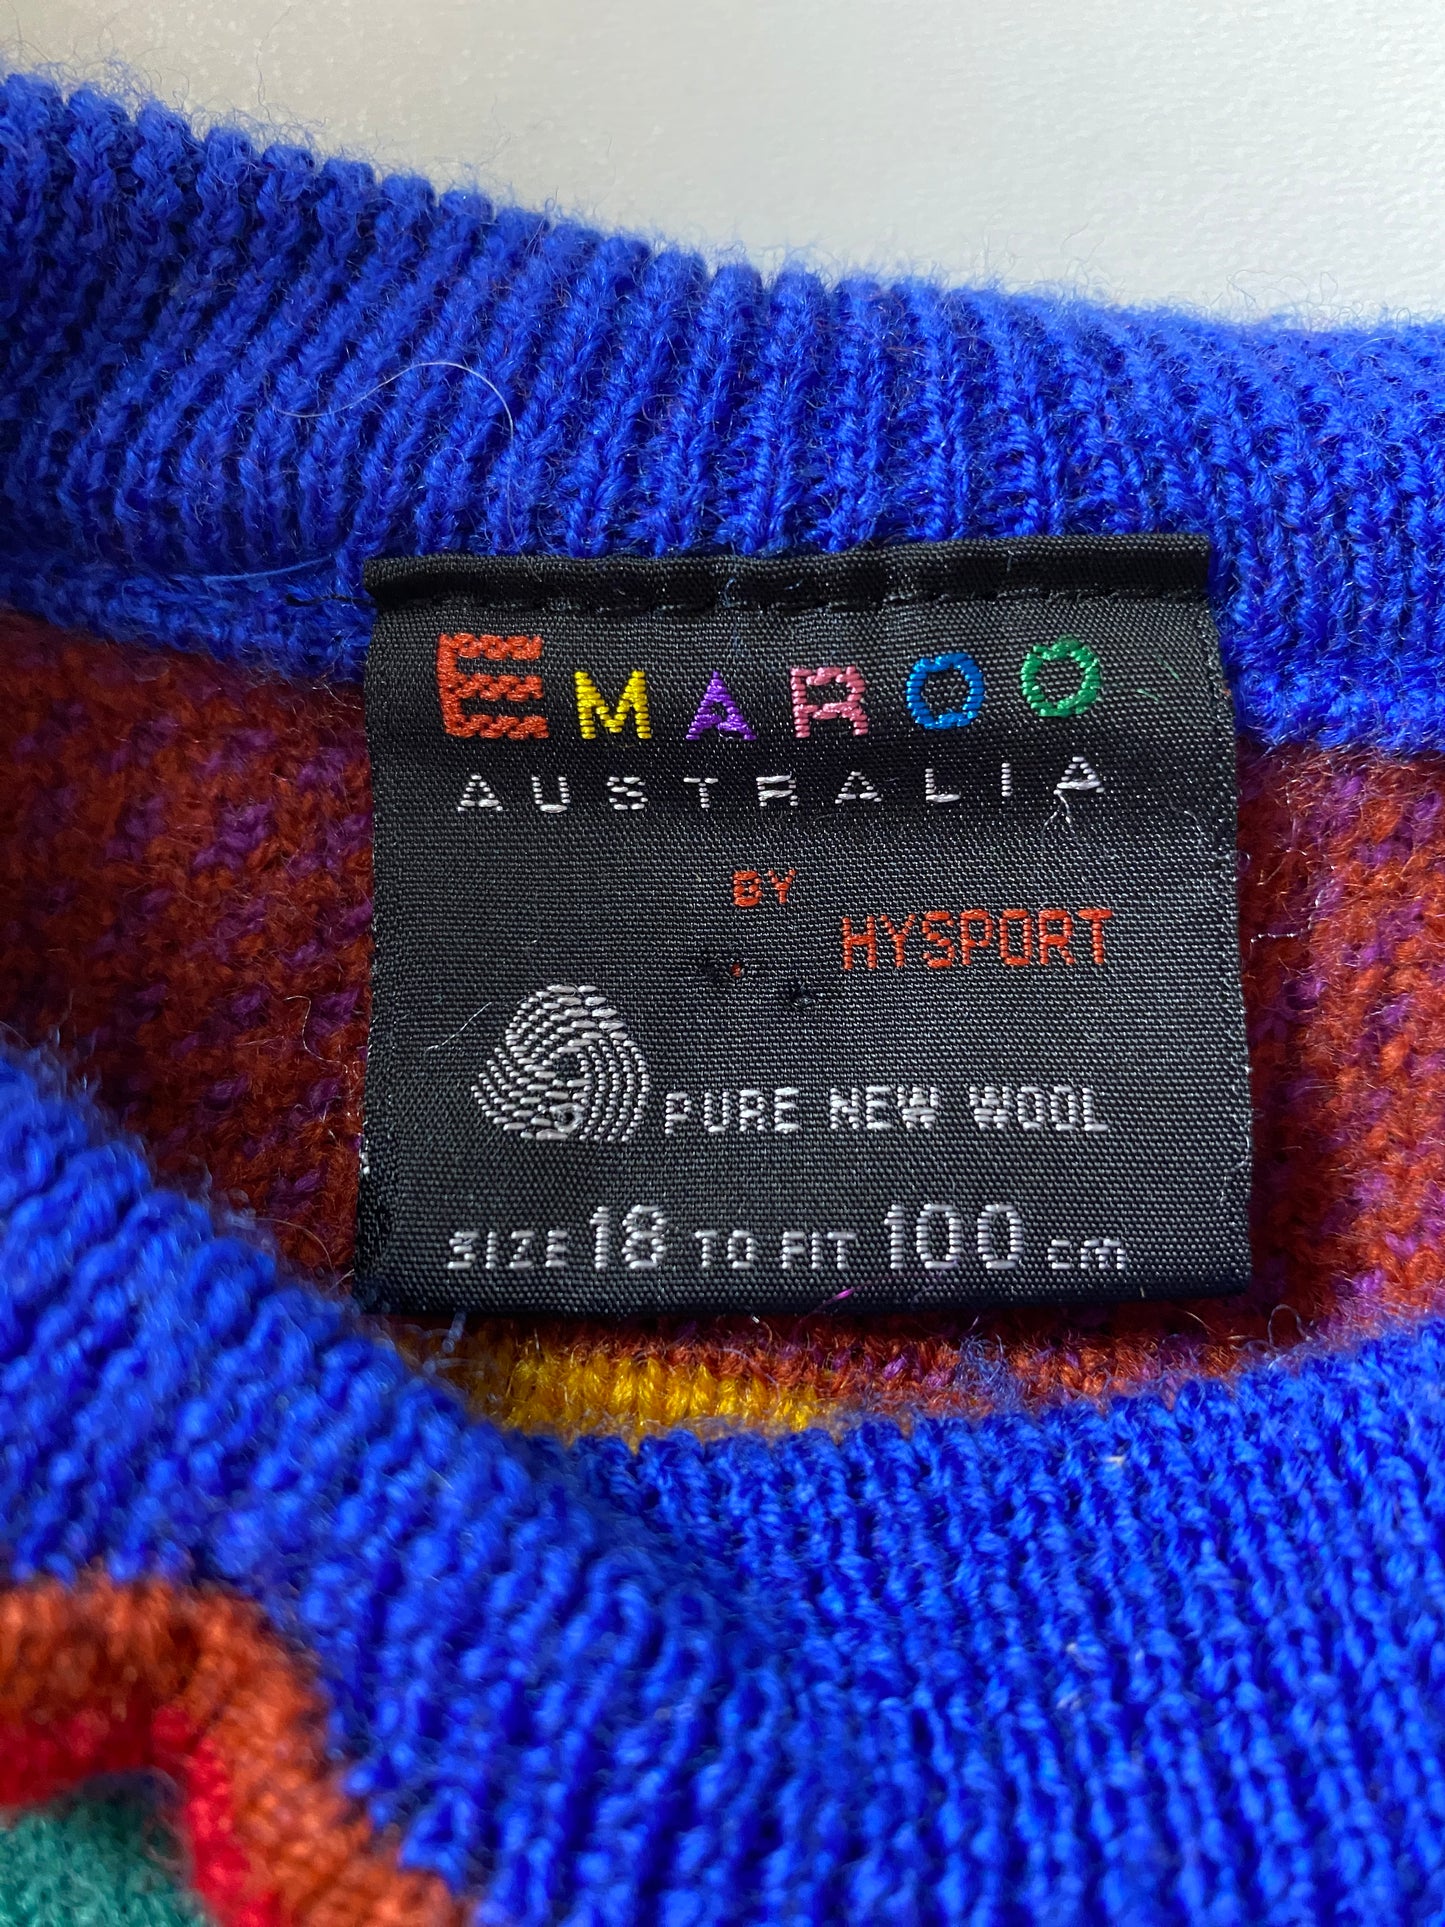 EMAROO
AUSTRALIA
BY
HYSPORT
PURE NEW WOOL
SIZE 18 TO FIT 100 cm